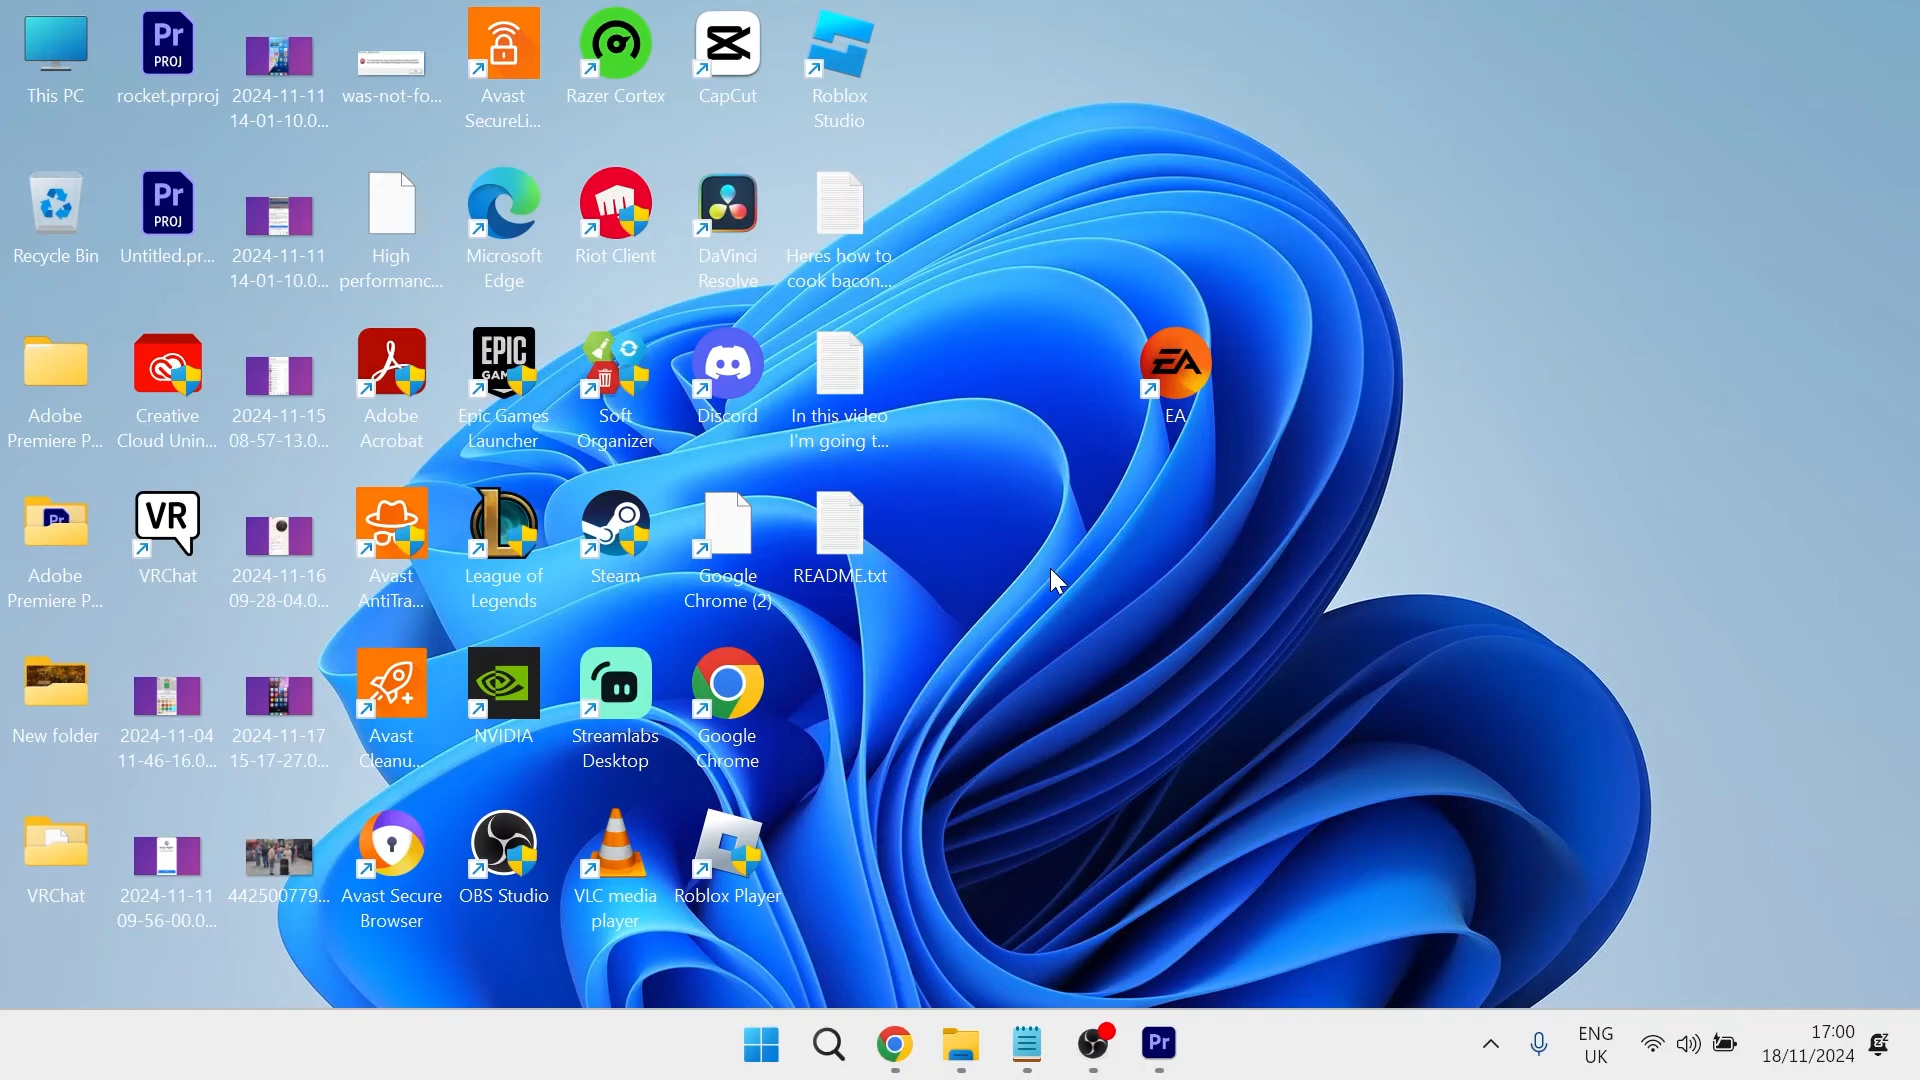 This PC
Recycle Bin
Adobe
Premiere P...
Adobe
Premiere P...
New folder
VRChat
Pr
PROJ
rocket.prproj
Pr
PROJ
Untitled.pr...
Creative
Cloud Unin...
VR
VRChat
2024-11-04
11-46-16.0...
2024-11-11
09-56-00.0...
2024-11-11
14-01-10.0...
2024-11-11
14-01-10.0...
2024-11-15
08-57-13.0...
2024-11-16
09-28-04.0...
2024-11-17
15-17-27.0...
442500779...
was-not-fo...
High
performanc...
Adobe
Acrobat
Avast
AntiTra...
Avast
Cleanu...
Avast Secure
Browser
Avast
SecureLi...
Microsoft
Edge
EPIC
GAMES
Epic Games
Launcher
League of
Legends
NVIDIA
OBS Studio
Razer Cortex
Riot Client
Soft
Organizer
Steam
Streamlabs
Desktop
VLC media
player
CapCut
DaVinci
Resolve
Discord
Google
Chrome (2)
Google
Chrome
Roblox Player
Roblox
Studio
Heres how to
cook bacon...
In this video
I'm going t...
README.txt
EA
EA
Pr
ENG
UK
17:00
18/11/2024